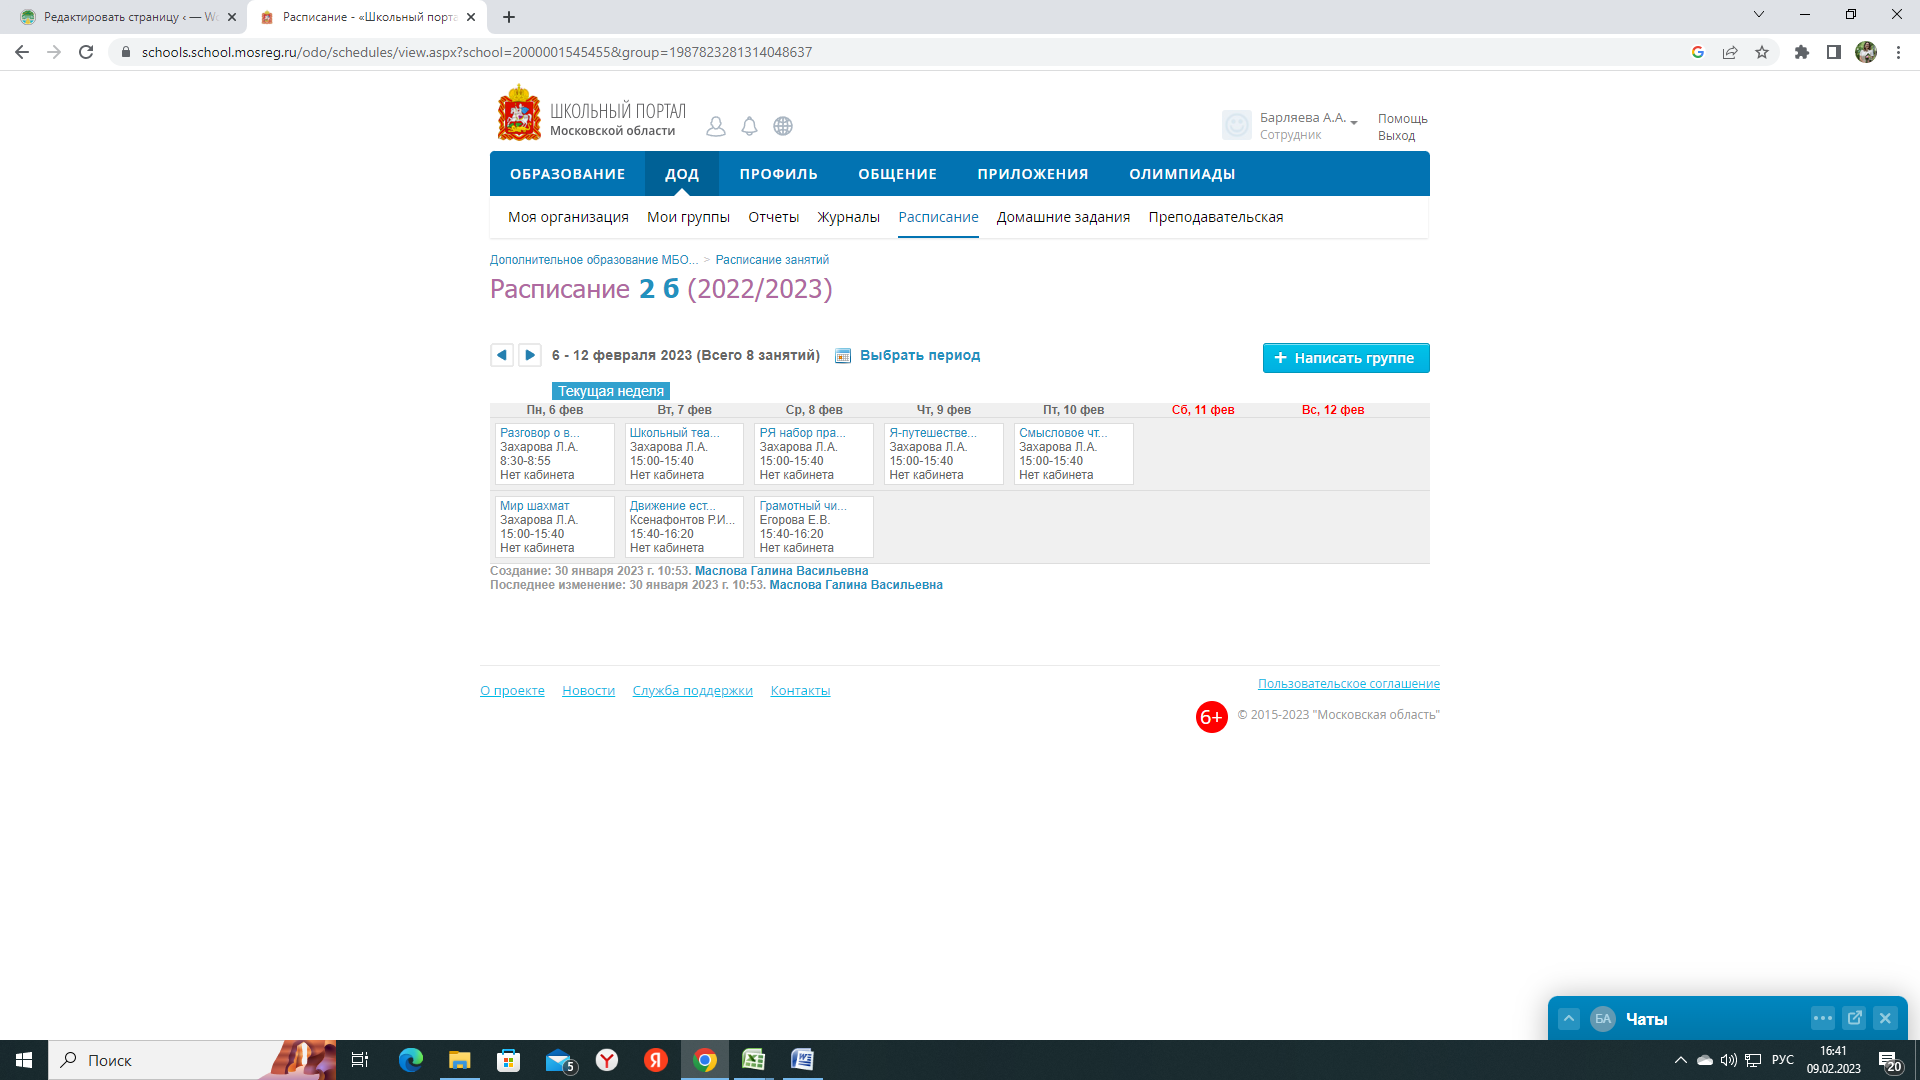 Редактировать страницу ‹ — Wo
Расписание - «Школьный порта
schools.school.mosreg.ru/odo/schedules/view.aspx?school=2000001545455&group=1987823281314048637
ШКОЛЬНЫЙ ПОРТАЛ
Московской области
Барляева А.А.
Сотрудник
Помощь
Выход
ОБРАЗОВАНИЕ ДОД ПРОФИЛЬ ОБЩЕНИЕ ПРИЛОЖЕНИЯ ОЛИМПИАДЫ
Моя организация Мои группы Отчеты Журналы Расписание Домашние задания Преподавательская
Дополнительное образование МБО... > Расписание занятий
Расписание 2 б (2022/2023)
6 - 12 февраля 2023 (Всего 8 занятий) Выбрать период
+ Написать группе
Текущая неделя
Пн, 6 фев Вт, 7 фев Ср, 8 фев Чт, 9 фев Пт, 10 фев Сб, 11 фев Вс, 12 фев
Разговор о в... Школьный теа... РЯ набор пра... Я-путешестве... Смысловое чт...
Захарова Л.А. Захарова Л.А. Захарова Л.А. Захарова Л.А. Захарова Л.А.
8:30-8:55 15:00-15:40 15:00-15:40 15:00-15:40 15:00-15:40
Нет кабинета Нет кабинета Нет кабинета Нет кабинета Нет кабинета
Мир шахмат Движение ест... Грамотный чи...
Захарова Л.А. Ксенафонтов Р.И... Егорова Е.В.
15:00-15:40 15:40-16:20 15:40-16:20
Нет кабинета Нет кабинета Нет кабинета
Создание: 30 января 2023 г. 10:53. Маслова Галина Васильевна
Последнее изменение: 30 января 2023 г. 10:53. Маслова Галина Васильевна
О проекте Новости Служба поддержки Контакты
Пользовательское соглашение
6+ © 2015-2023 "Московская область"
БА Чаты
Поиск
5
РУС
16:41
09.02.2023
20